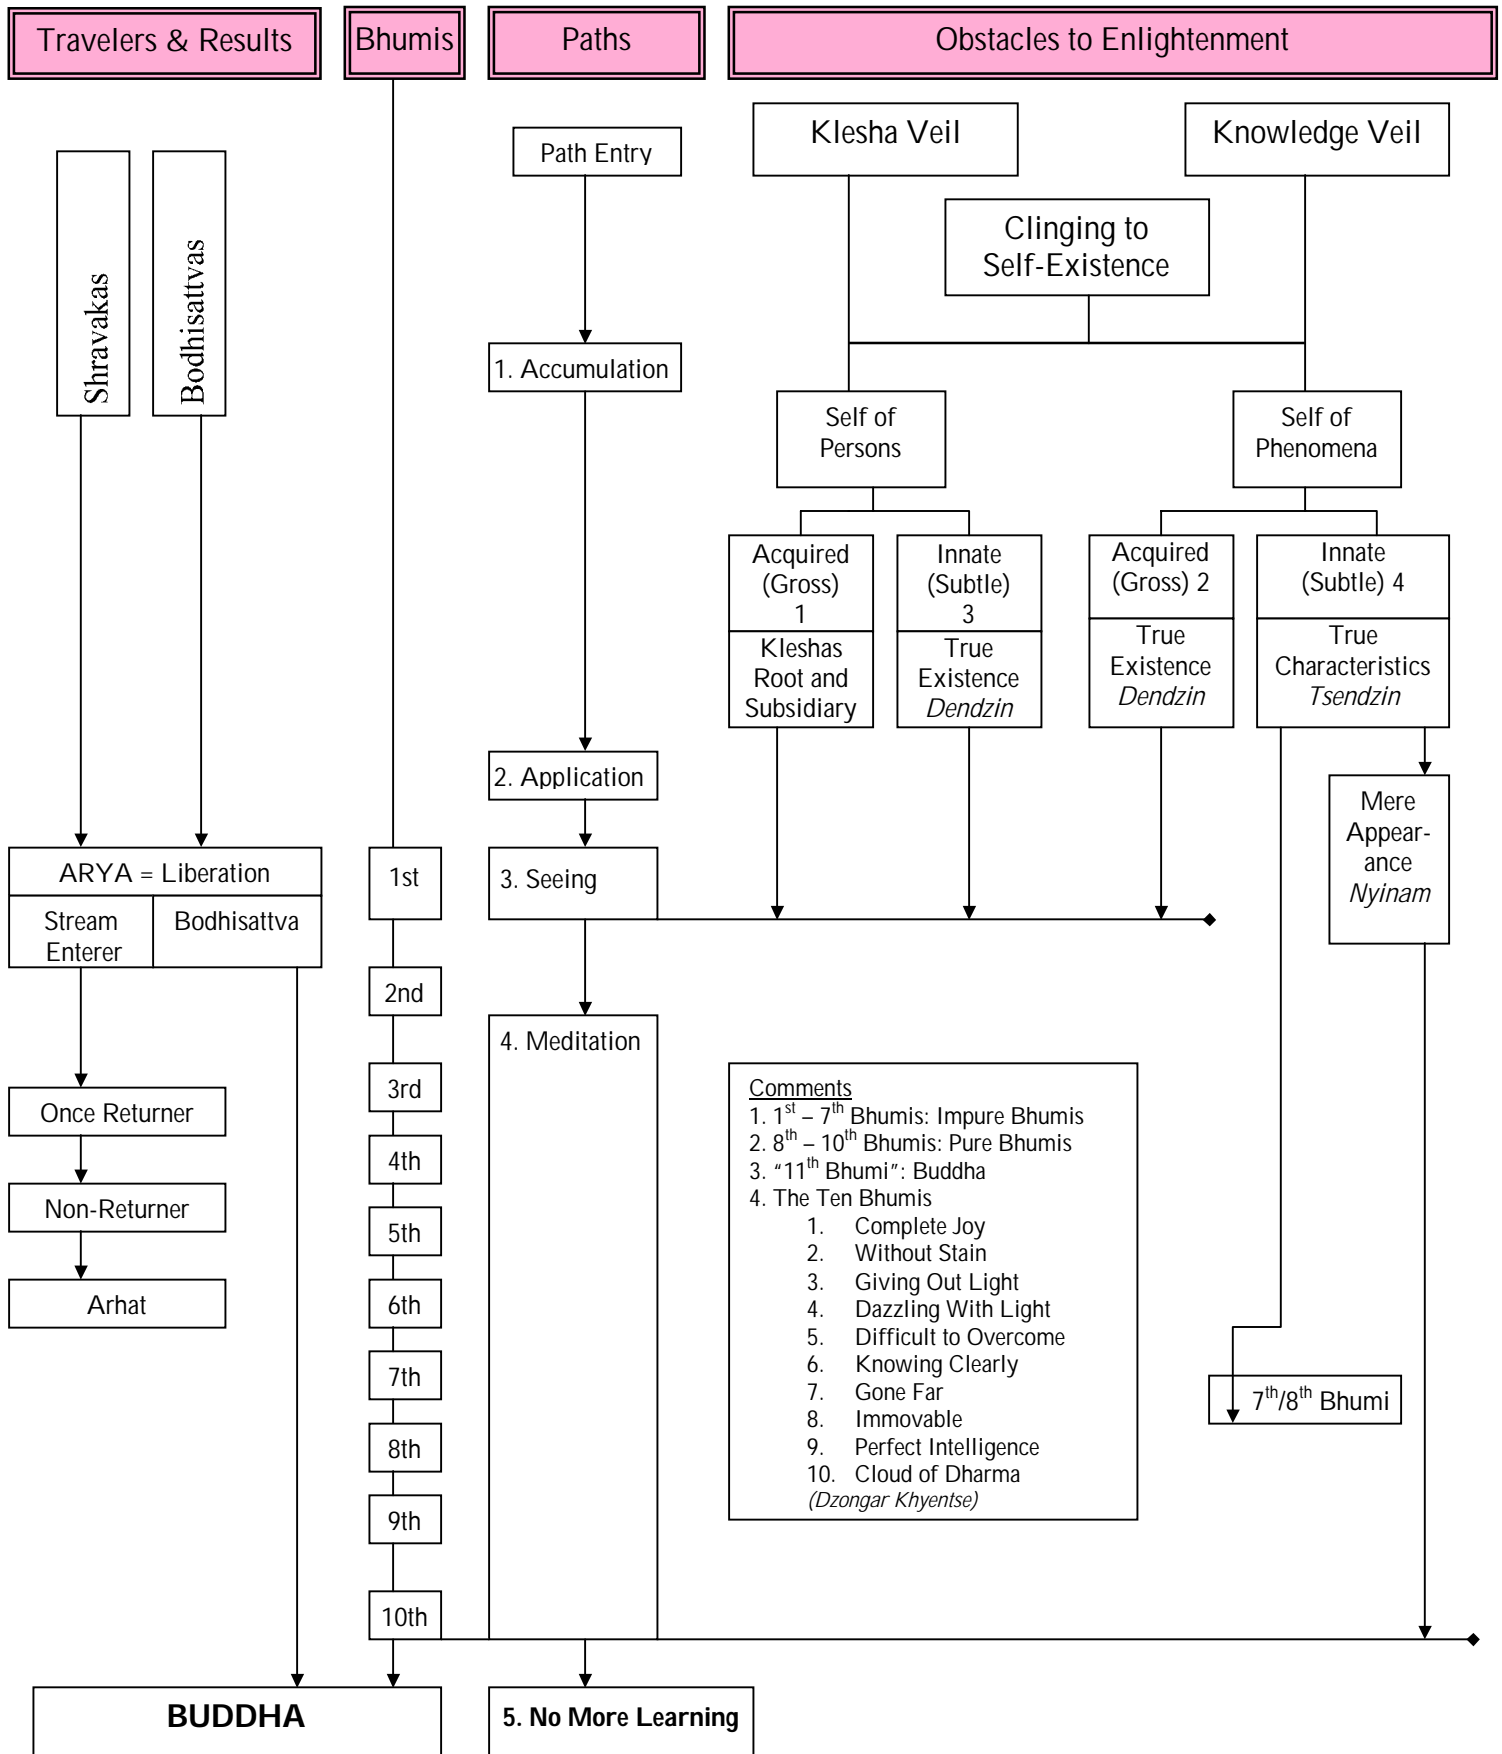 Travelers & Results
Bhumis
Paths
Obstacles to Enlightenment
Klesha Veil
Knowledge Veil
Path Entry
Clinging to
Self-Existence
Shravakas
Bodhisattvas
1. Accumulation
Self of
Persons
Self of
Phenomena
Acquired
(Gross)
1
Kleshas
Root and
Subsidiary
Innate
(Subtle)
3
True
Existence
Dendzin
Acquired
(Gross) 2
True
Existence
Dendzin
Innate
(Subtle) 4
True
Characteristics
Tsendzin
2. Application
Mere
Appear-
ance
Nyinam
ARYA = Liberation
Stream
Enterer
Bodhisattva
1st
3. Seeing
2nd
4. Meditation
3rd
Once Returner
4th
Non-Returner
5th
Arhat
6th
7th
8th
9th
10th
Comments
1. 1st – 7th Bhumis: Impure Bhumis
2. 8th – 10th Bhumis: Pure Bhumis
3. “11th Bhumi”: Buddha
4. The Ten Bhumis
1. Complete Joy
2. Without Stain
3. Giving Out Light
4. Dazzling With Light
5. Difficult to Overcome
6. Knowing Clearly
7. Gone Far
8. Immovable
9. Perfect Intelligence
10. Cloud of Dharma
(Dzongar Khyentse)
7th/8th Bhumi
BUDDHA
5. No More Learning